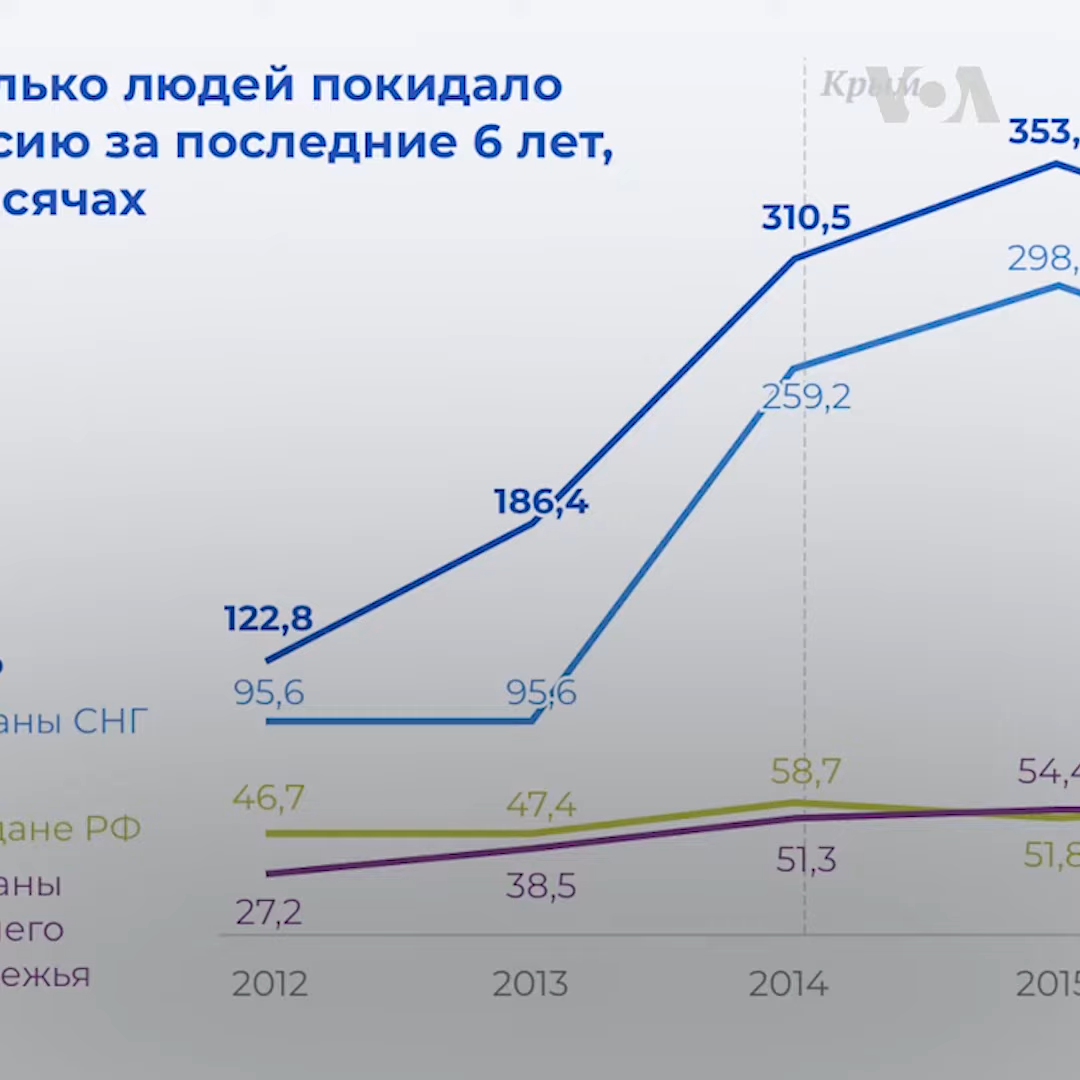 лько людей покидало
сию за последние 6 лет,
сячах
Крым
VOA
353,
310,5
298,
259,2
186,4
122,8
95,6
95,6
аны СНГ
58,7
54,4
46,7
47,4
дане РФ
51,3
51,8
аны
него
ежья
38,5
27,2
2012
2013
2014
2015